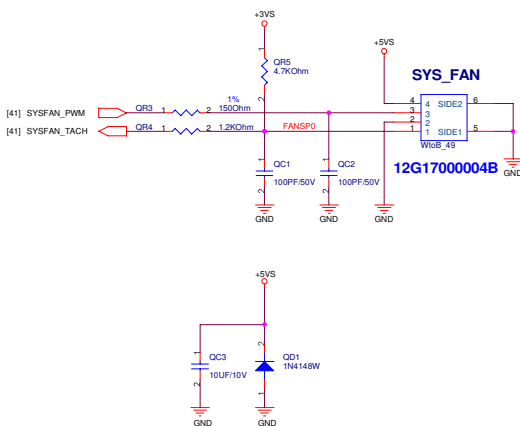 +3VS
+5VS
1
QR5
4.7KOhm
2
SYS_FAN
[41] SYSFAN_PWM
QR3
1
2
1%
150Ohm
[41] SYSFAN_TACH
QR4
1
2
1.2KOhm
FANSP0
4
3
2
1
4
3
2
1
SIDE2
SIDE1
6
5
WtoB_49
12G17000004B
1
QC1
100PF/50V
2
1
QC2
100PF/50V
2
GND
GND
GND
GND
+5VS
1
QC3
10UF/10V
2
2
QD1
1N4148W
1
GND
GND